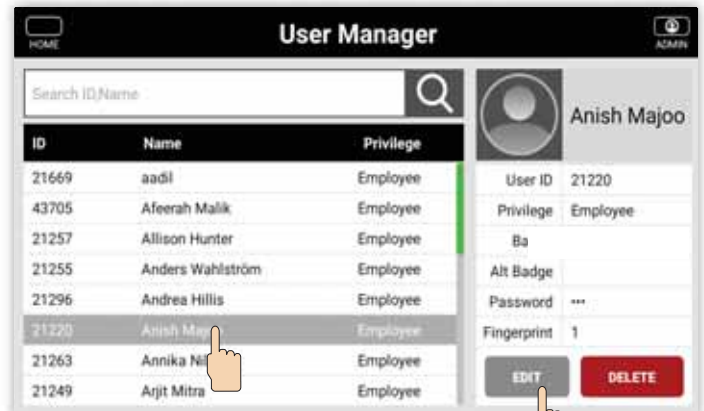 User Manager
HOME
ADMIN
Search ID,Name
ID Name Privilege
21669 aadil Employee
43705 Afeerah Malik Employee
21257 Allison Hunter Employee
21255 Anders Wahlström Employee
21296 Andrea Hillis Employee
21220 Anish Employee
21263 Annika Employee
21249 Arjit Mitra Employee
Anish Majoo
User ID 21220
Privilege Employee
Ba
Alt Badge
Password •••
Fingerprint 1
EDIT DELETE